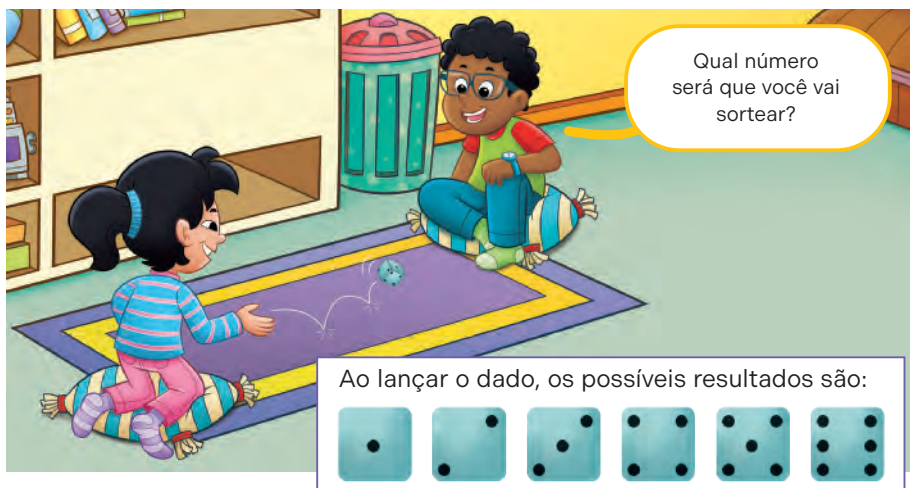 Qual número
será que você vai
sortear?
Ao lançar o dado, os possíveis resultados são: